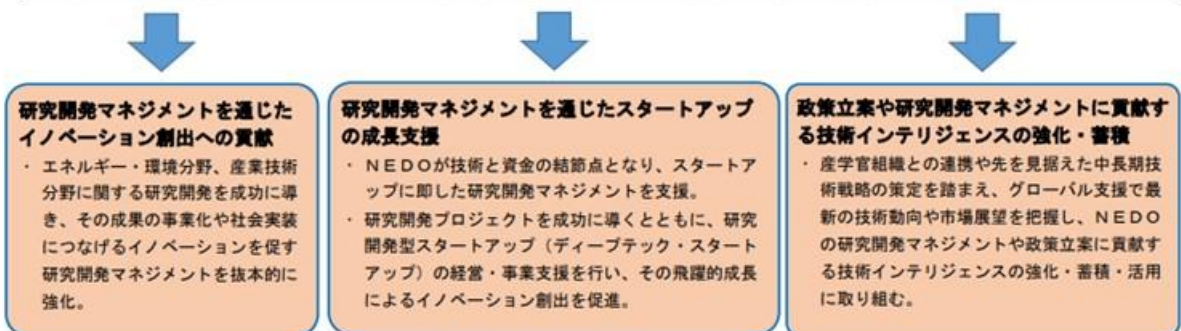 研究開発マネジメントを通じた
イノベーション創出への貢献
・ エネルギー・環境分野、産業技術
分野に関する研究開発を成功に導
き、その成果の事業化や社会実装
につなげるイノベーションを促す
研究開発マネジメントを抜本的に
強化。
研究開発マネジメントを通じたスタートアップ
の成長支援
・ ＮＥＤＯが技術と資金の結節点となり、スタートア
ップに即した研究開発マネジメントを支援。
・ 研究開発プロジェクトを成功に導くとともに、研究
開発型スタートアップ（ディープテック・スタート
アップ）の経営・事業支援を行い、その飛躍的成長
によるイノベーション創出を促進。
政策立案や研究開発マネジメントに貢献す
る技術インテリジェンスの強化・蓄積
・ 産学官組織との連携や先を見据えた中長期技
術戦略の策定を踏まえ、グローバル支援で最
新の技術動向や市場展望を把握し、ＮＥＤＯ
の研究開発マネジメントや政策立案に貢献す
る技術インテリジェンスの強化・蓄積・活用
に取り組む。